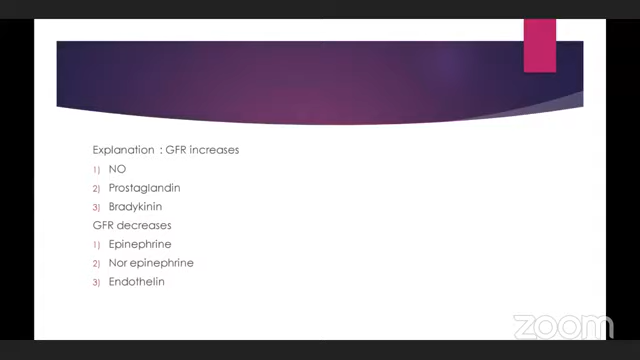 Explanation : GFR increases
1) NO
2) Prostaglandin
3) Bradykinin
GFR decreases
1) Epinephrine
2) Nor epinephrine
3) Endothelin
zoom